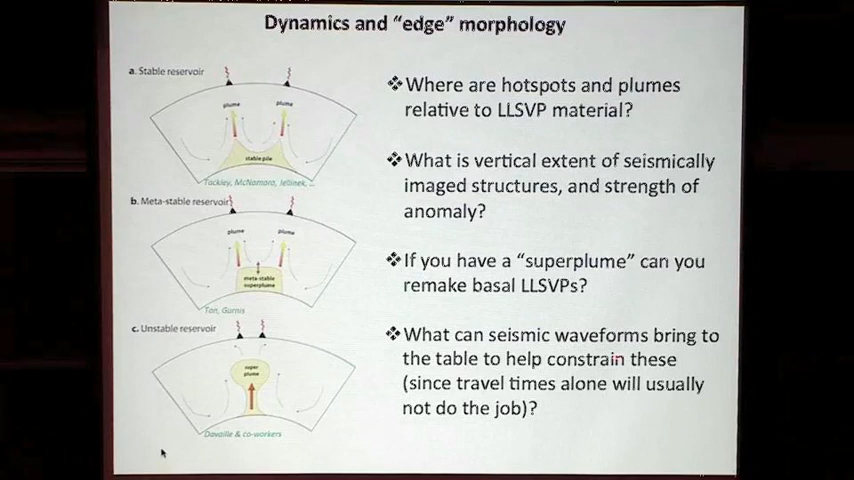 Dynamics and “edge” morphology
a. Stable reservoir
plume
plume
stable pile
Tackley, McNamara, Jellinek, ..
b. Meta-stable reservoir
plume
plume
meta-stable
superplume
Tan, Gurnis
c. Unstable reservoir
super
plume
Davaille & co-workers
❖Where are hotspots and plumes
relative to LLSVP material?
❖What is vertical extent of seismically
imaged structures, and strength of
anomaly?
❖If you have a “superplume” can you
remake basal LLSVPs?
❖What can seismic waveforms bring to
the table to help constrain these
(since travel times alone will usually
not do the job)?